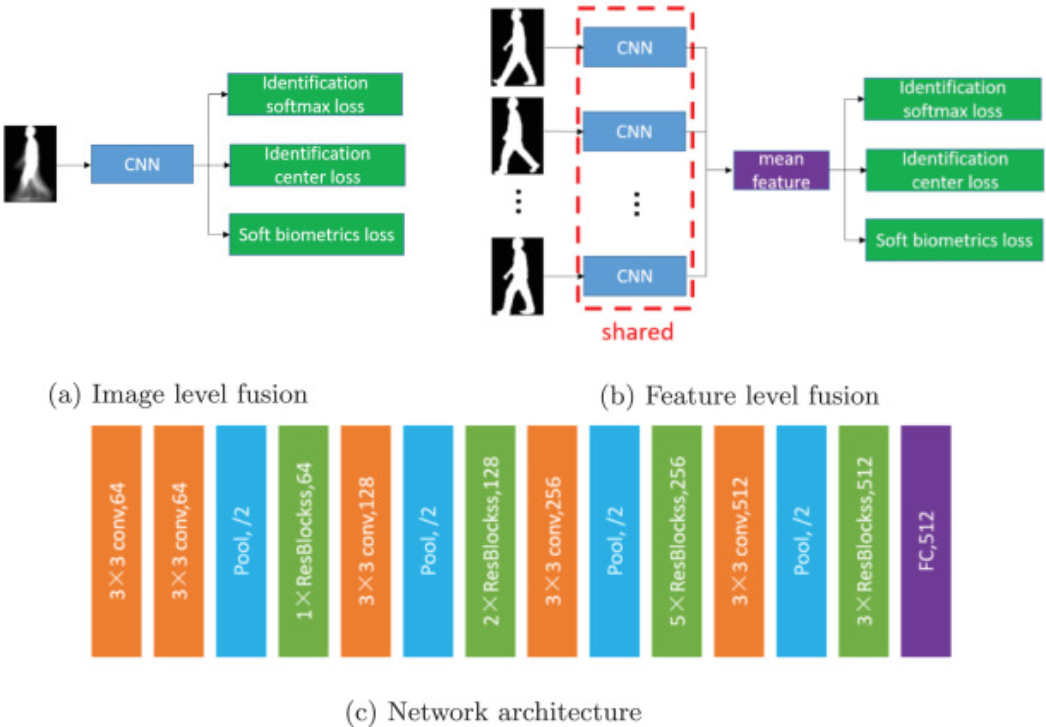 CNN
Identification
softmax loss
Identification
center loss
Soft biometrics loss
(a) Image level fusion
CNN
CNN
...
...
CNN
shared
mean
feature
Identification
softmax loss
Identification
center loss
Soft biometrics loss
(b) Feature level fusion
3×3 conv,64
3×3 conv,64
Pool, /2
1×ResBlockss,64
3×3 conv,128
Pool, /2
2×ResBlockss,128
3×3 conv,256
Pool, /2
5×ResBlockss,256
3×3 conv,512
Pool, /2
3×ResBlockss,512
FC,512
(c) Network architecture